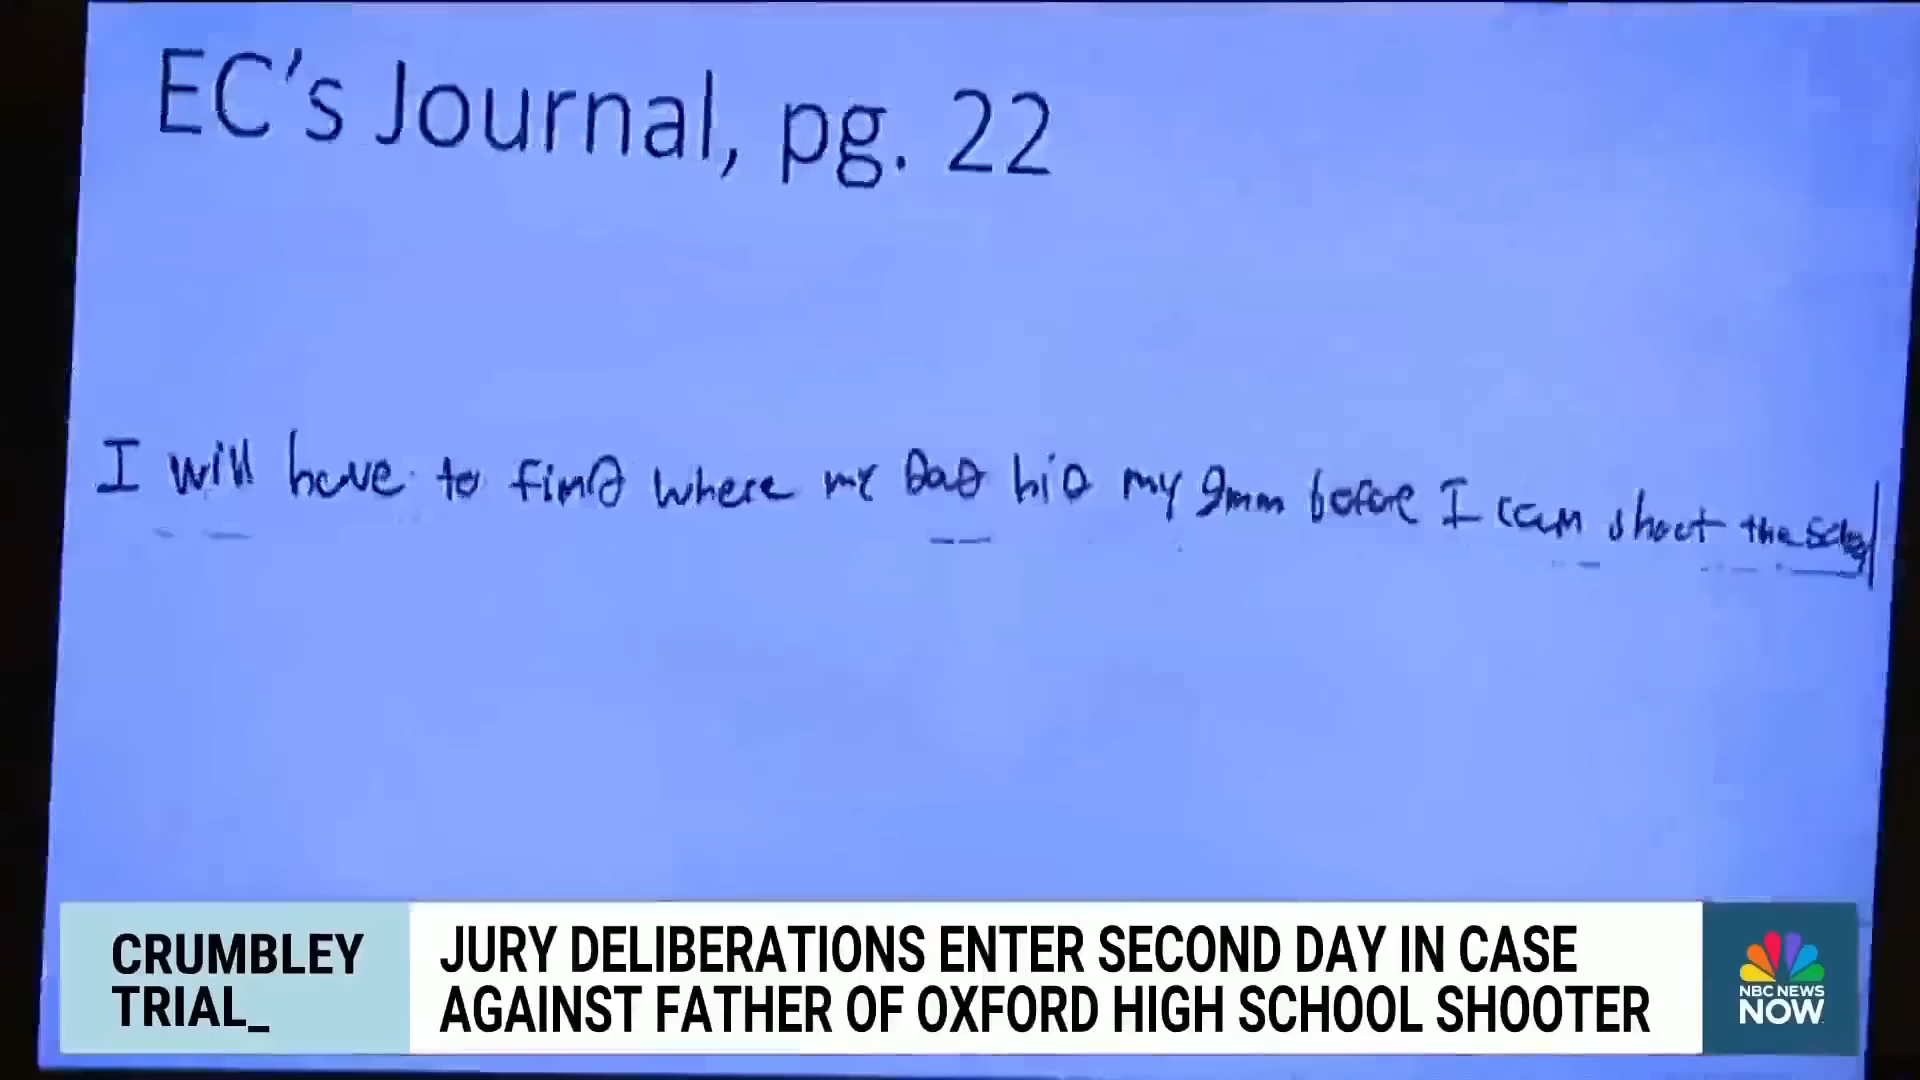 EC's Journal, pg. 22
I will have to find where my Dad hid my 9mm before I can shoot the school
CRUMBLEY
TRIAL_
JURY DELIBERATIONS ENTER SECOND DAY IN CASE
AGAINST FATHER OF OXFORD HIGH SCHOOL SHOOTER
NBC NEWS
NOW